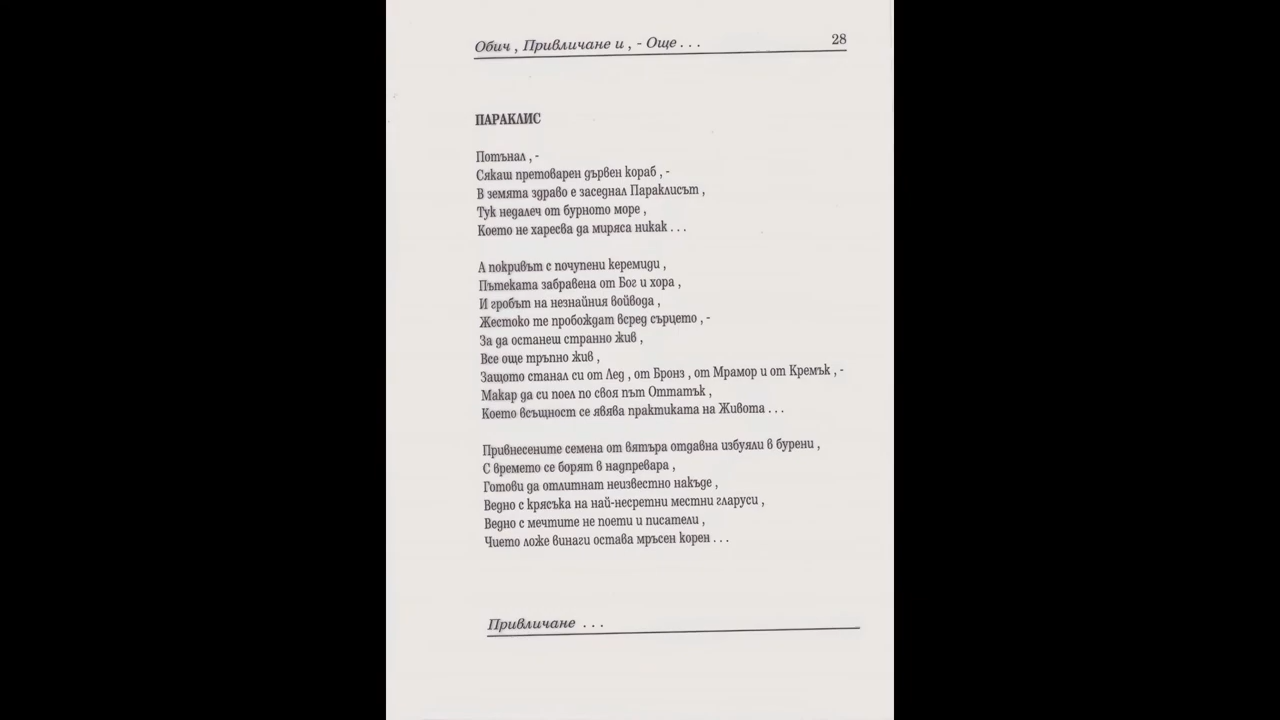 Обич , Привличане и , - Още . . .
28
ПАРАКЛИС
Потънал , -
Сякаш претоварен дървен кораб , -
В земята здраво е заседнал Параклисът ,
Тук недалеч от бурното море ,
Което не харесва да миряса никак . . .
А покривът с почупени керемиди ,
Пътеката забравена от Бог и хора ,
И гробът на незнайния войвода ,
Жестоко те пробождат всред сърцето , -
За да останеш странно жив ,
Все още тръпно жив ,
Защото станал си от Лед , от Бронз , от Мрамор и от Кремък , -
Макар да си поел по своя път Оттатък ,
Което всъщност се явява практиката на Живота . . .
Привнесените семена от вятъра отдавна избуяли в бурени ,
С времето се борят в надпревара ,
Готови да отлитнат неизвестно накъде ,
Ведно с крясъка на най-несретни местни гларуси ,
Ведно с мечтите не поети и писатели ,
Чието ложе винаги остава мръсен корен . . .
Привличане . . .